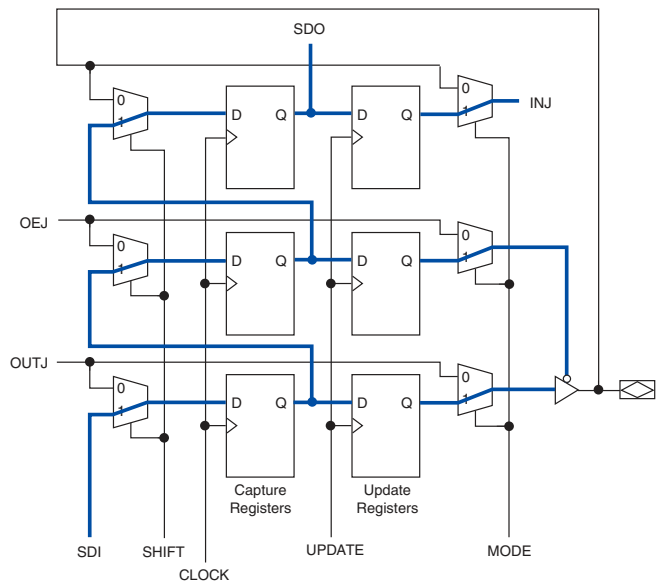 SDO
0
1
D Q
D Q
0
1
INJ
OEJ
0
1
D Q
D Q
0
1
OUTJ
0
1
D Q
D Q
0
1
Capture
Registers
Update
Registers
SDI
SHIFT
CLOCK
UPDATE
MODE